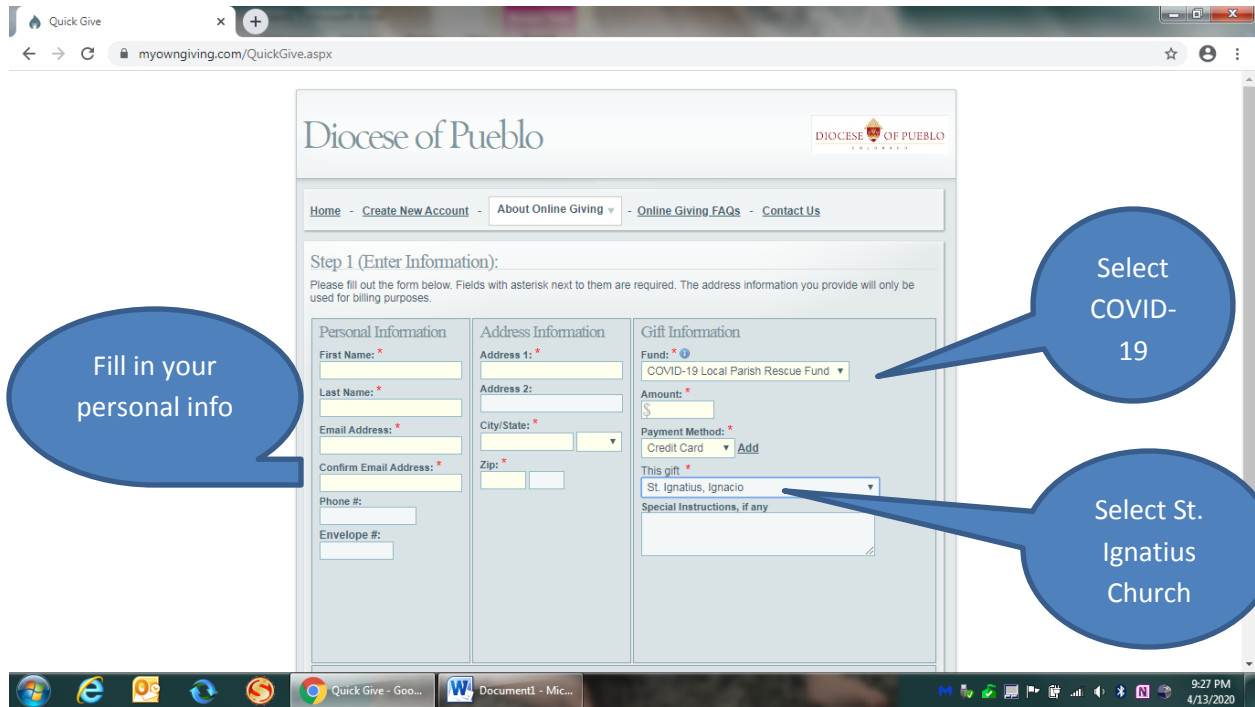 Quick Give
myowngiving.com/QuickGive.aspx
Diocese of Pueblo
DIOCESE OF PUEBLO
COLORADO
Home - Create New Account - About Online Giving - Online Giving FAQs - Contact Us
Step 1 (Enter Information):
Please fill out the form below. Fields with asterisk next to them are required. The address information you provide will only be
used for billing purposes.
Personal Information
First Name: *
Last Name: *
Email Address: *
Confirm Email Address: *
Phone #:
Envelope #:
Address Information
Address 1: *
Address 2:
City/State: *
Zip: *
Gift Information
Fund: *
COVID-19 Local Parish Rescue Fund
Amount: *
$
Payment Method: *
Credit Card Add
This gift *
St. Ignatius, Ignacio
Special Instructions, if any
Fill in your
personal info
Select
COVID-
19
Select St.
Ignatius
Church
Quick Give - Goo...
Document1 - Mic...
9:27 PM
4/13/2020